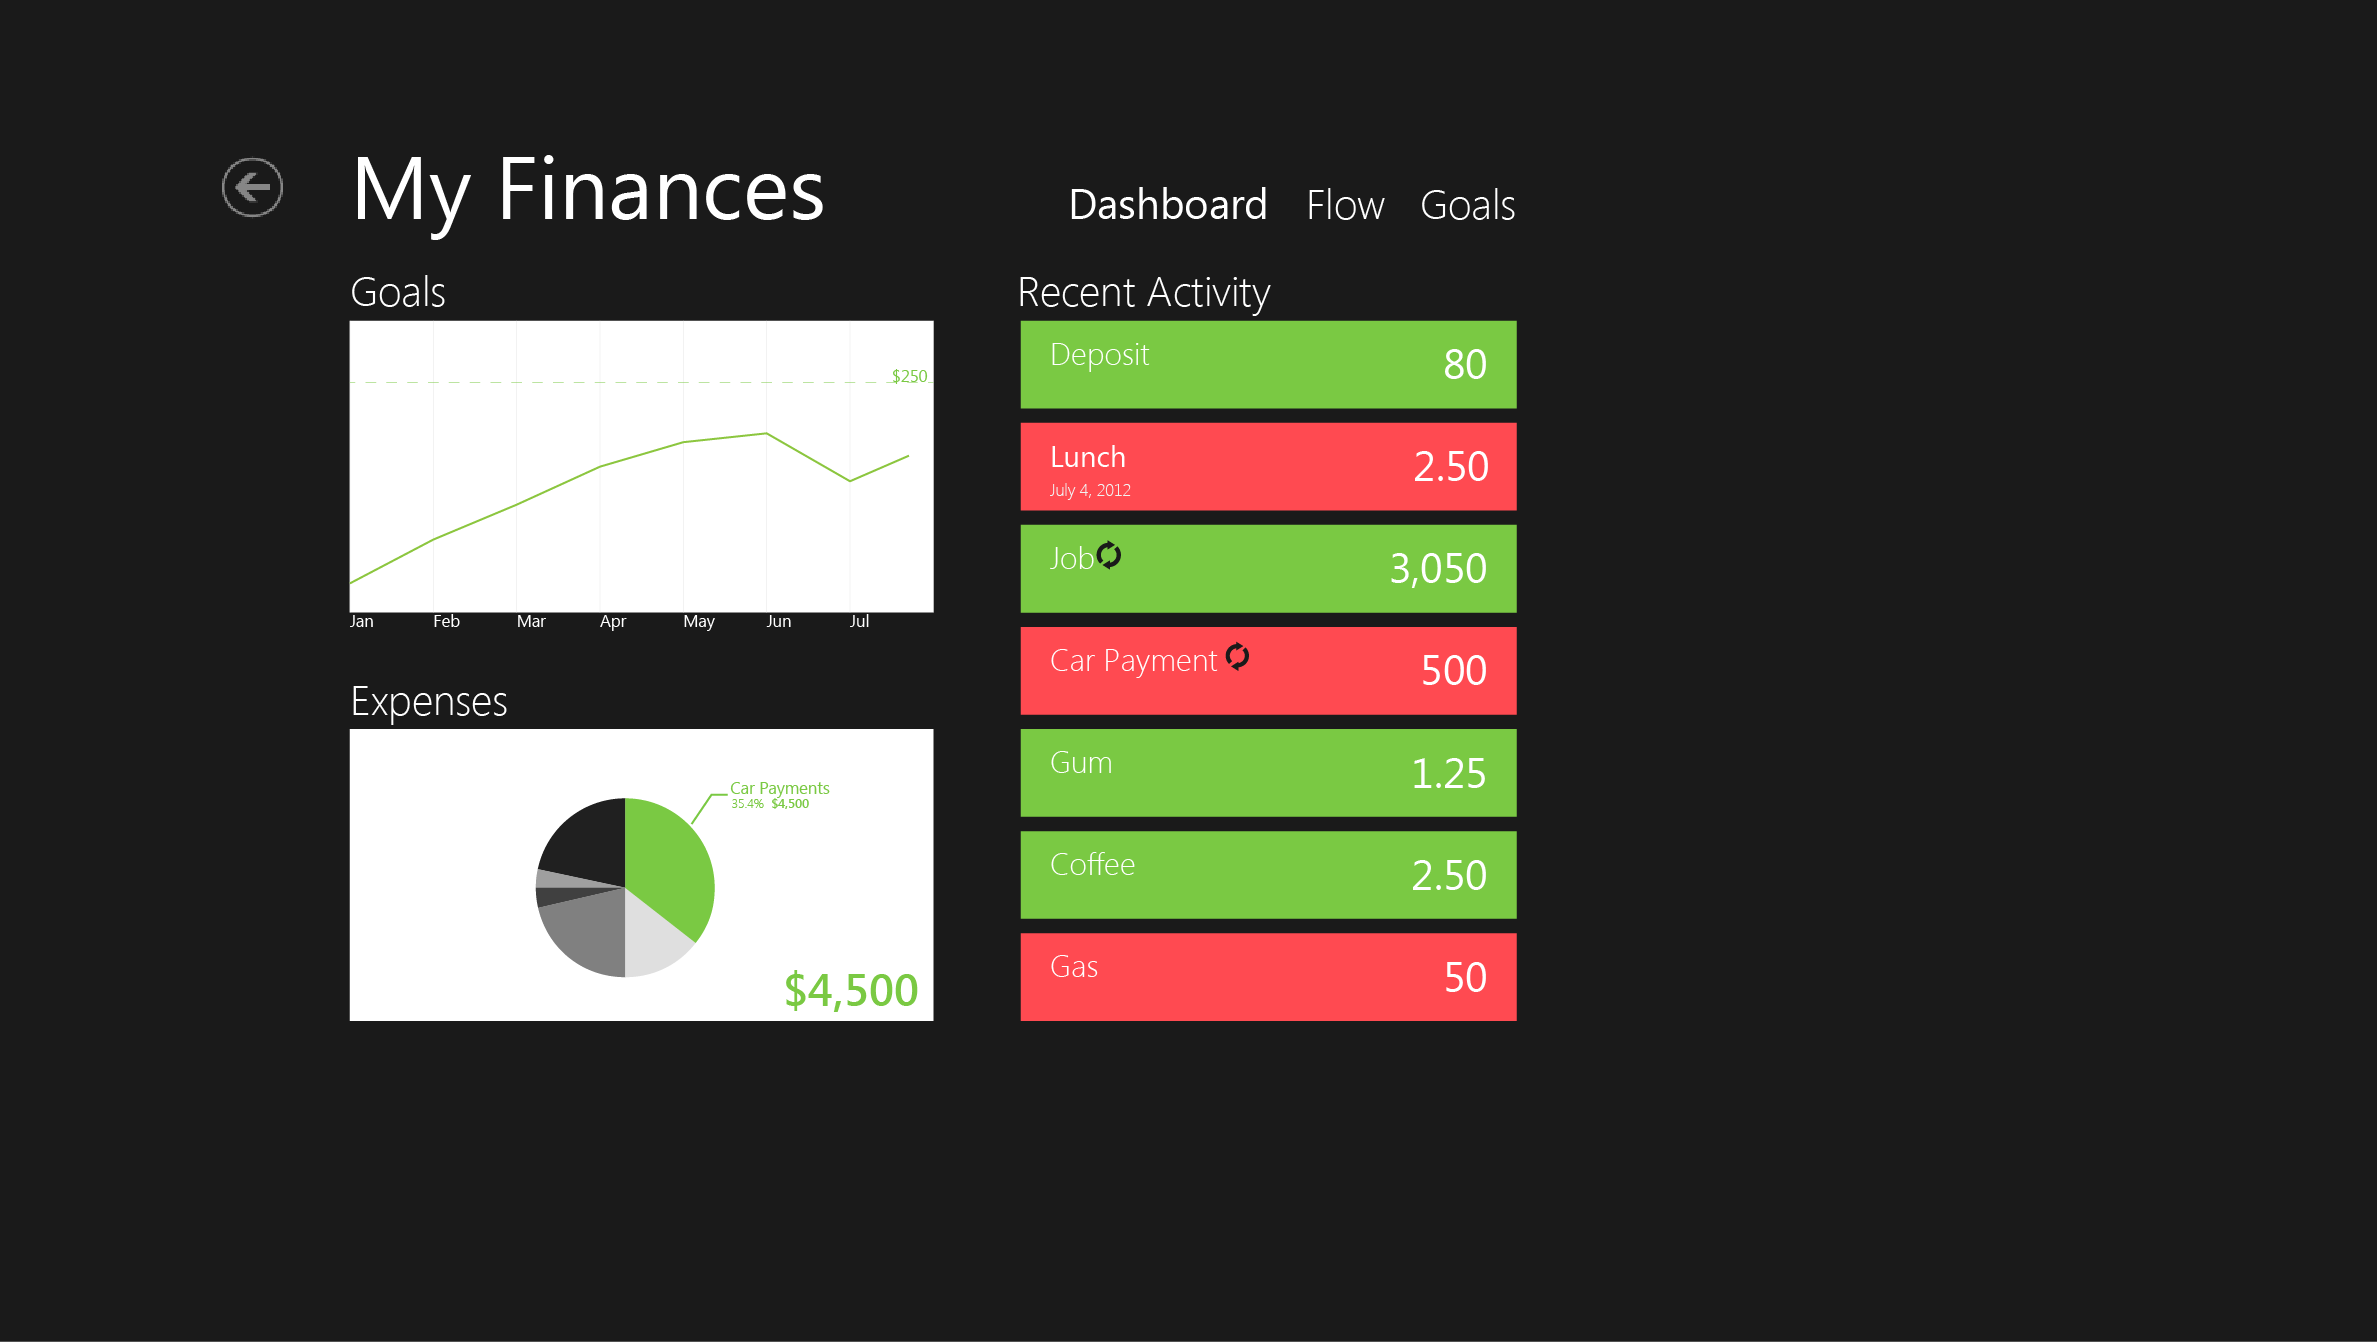 My Finances
Dashboard Flow Goals
Goals
$250
Jan Feb Mar Apr May Jun Jul
Expenses
Car Payments
35.4% $4,500
$4,500
Recent Activity
Deposit 80
Lunch 2.50
July 4, 2012
Job 3,050
Car Payment 500
Gum 1.25
Coffee 2.50
Gas 50